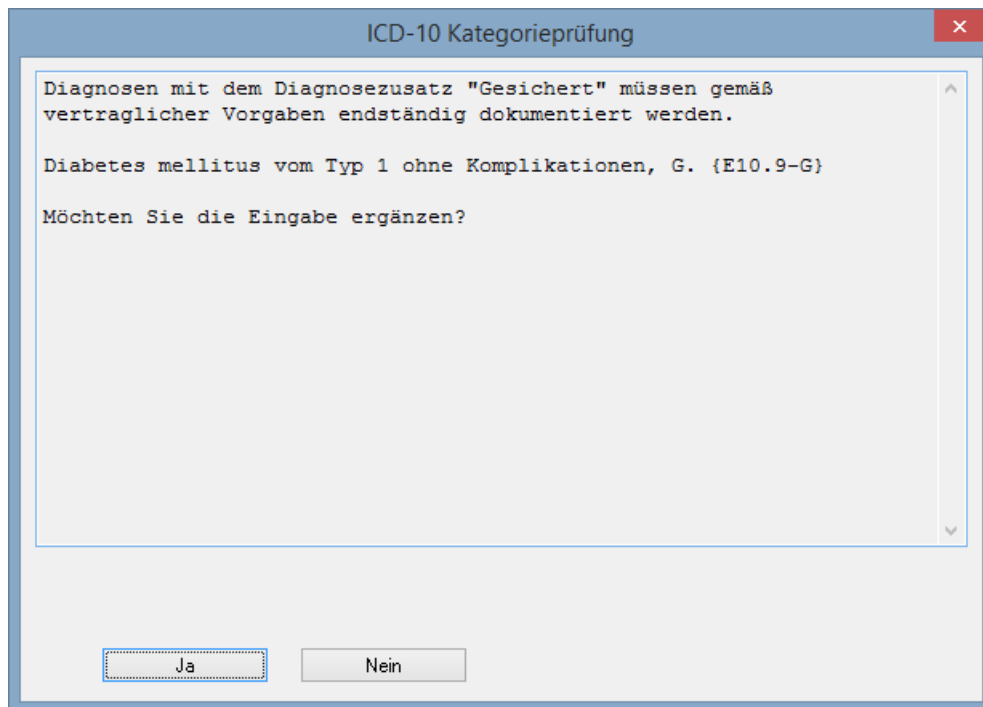 ICD-10 Kategorieprüfung
Diagnosen mit dem Diagnosezusatz "Gesichert" müssen gemäß
vertraglicher Vorgaben endständig dokumentiert werden.
Diabetes mellitus vom Typ 1 ohne Komplikationen, G. {E10.9-G}
Möchten Sie die Eingabe ergänzen?
Ja
Nein